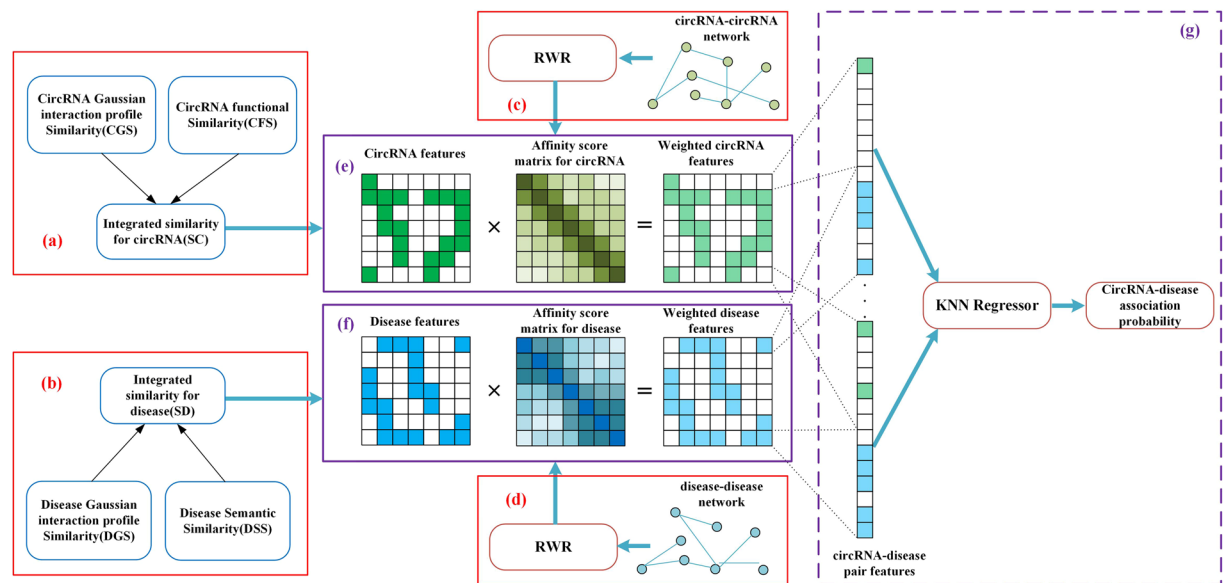 (a)
CircRNA Gaussian
interaction profile
Similarity(CGS)
CircRNA functional
Similarity(CFS)
Integrated similarity
for circRNA(SC)
(b)
Integrated
similarity for
disease(SD)
Disease Gaussian
interaction profile
Similarity(DGS)
Disease Semantic
Similarity(DSS)
(c)
RWR
circRNA-circRNA
network
(e)
CircRNA features
×
Affinity score
matrix for circRNA
=
Weighted circRNA
features
(f)
Disease features
×
Affinity score
matrix for disease
=
Weighted disease
features
(d)
RWR
disease-disease
network
(g)
KNN Regressor
CircRNA-disease
association
probability
circRNA-disease
pair features